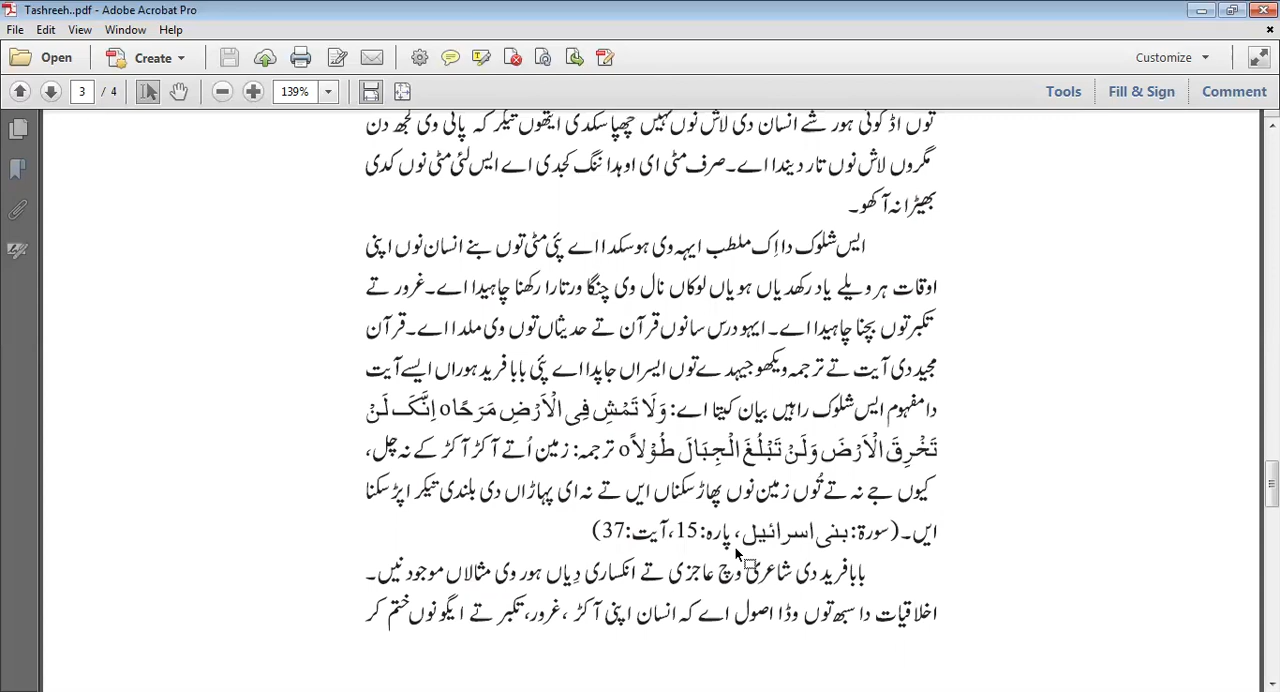 Tashreeh..pdf - Adobe Acrobat Pro
File Edit View Window Help
Open Create Customize
3 / 4 139% Tools Fill & Sign Comment
توں اڈ کوئی ہور شے انسان دی لاش نوں نہیں چھپا سکدی ایتھوں تیکر کہ پانی وی کجھ دن
مگروں لاش نوں تار دیندا اے۔صرف مٹی ای اوہدا ننگ کجدی اے ایس لئی مٹی نوں کدی
بھیڑا نہ آکھو۔
ایس شلوک دا اِک ملطب ایہہ وی ہو سکدا اے پئی مٹی توں بنے انسان نوں اپنی
اوقات ہر ویلے یاد رکھدیاں ہویاں لوکاں نال وی چنگا ورتارا رکھنا چاہیدا اے۔غرور تے
تکبر توں بچنا چاہیدا اے۔ایہو درس سانوں قرآن تے حدیثاں توں وی ملدا اے۔قرآن
مجید دی آیت تے ترجمہ ویکھو جیہدے توں ایسراں جاپدا اے پئی بابا فرید ہوراں ایسے آیت
دا مفہوم ایس شلوک راہیں بیان کیتا اے: وَلَا تَمْشِ فِی الْاَرْضِ مَرَحًاo اِنَّکَ لَنْ
تَخْرِقَ الْاَرْضَ وَلَنْ تَبْلُغَ الْجِبَالَ طُوْلاًo ترجمہ: زمین اُتے آکڑ آکڑ کے نہ چل،
کیوں جے نہ تے تُوں زمین نوں پھاڑ سکناں ایں تے نہ ای پہاڑاں دی بلندی تیکر اپڑ سکنا
ایں۔(سورۃ: بنی اسرائیل، پارہ:15، آیت:37)
بابا فرید دی شاعری وچ عاجزی تے انکساری دِیاں ہور وی مثالاں موجود نیں۔
اخلاقیات دا سبھ توں وڈا اصول اے کہ انسان اپنی آکڑ ،غرور، تکبر تے ایگو نوں ختم کر